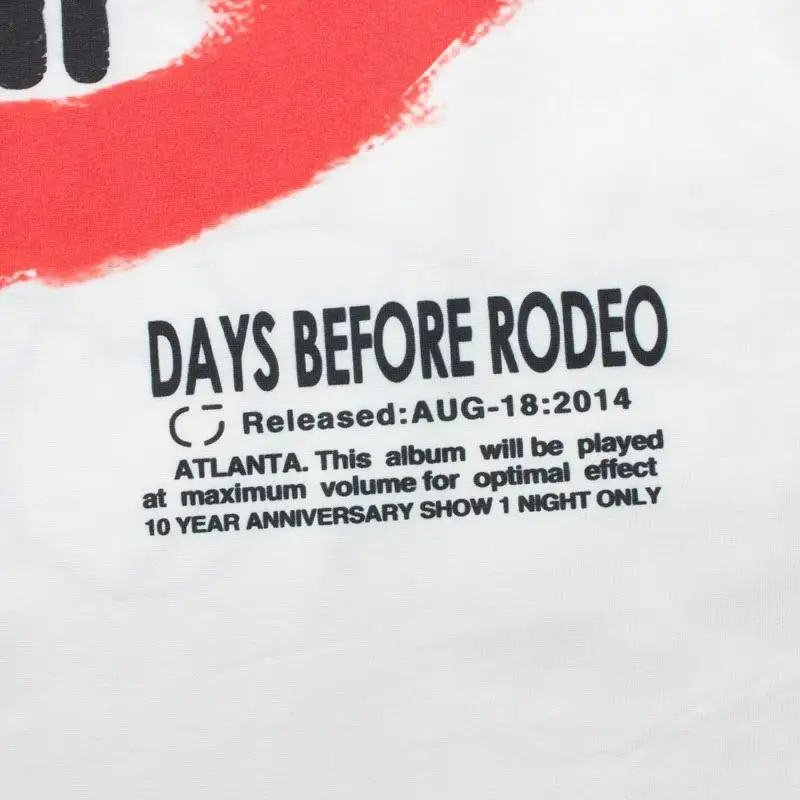 DAYS BEFORE RODEO
Released:AUG-18:2014
ATLANTA. This album will be played
at maximum volume for optimal effect
10 YEAR ANNIVERSARY SHOW 1 NIGHT ONLY